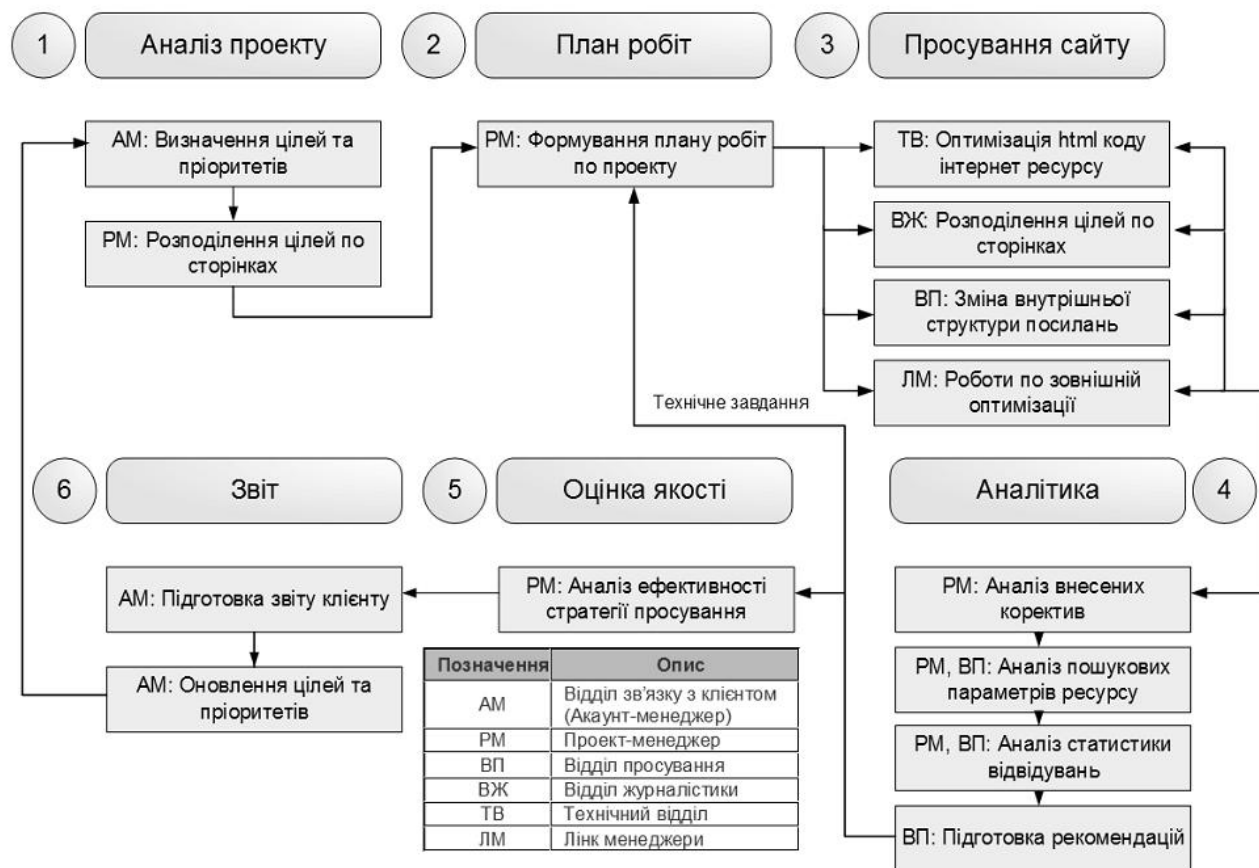 1
Аналіз проекту
2
План робіт
3
Просування сайту
АМ: Визначення цілей та
пріоритетів
РМ: Розподілення цілей по
сторінках
РМ: Формування плану робіт
по проекту
ТВ: Оптимізація html коду
інтернет ресурсу
ВЖ: Розподілення цілей по
сторінках
ВП: Зміна внутрішньої
структури посилань
ЛМ: Роботи по зовнішній
оптимізації
Технічне завдання
6
Звіт
5
Оцінка якості
Аналітика
4
АМ: Підготовка звіту клієнту
АМ: Оновлення цілей та
пріоритетів
РМ: Аналіз ефективності
стратегії просування
РМ: Аналіз внесених
коректив
РМ, ВП: Аналіз пошукових
параметрів ресурсу
РМ, ВП: Аналіз статистики
відвідувань
ВП: Підготовка рекомендацій
Позначення Опис
АМ Відділ зв'язку з клієнтом
(Акаунт-менеджер)
РМ Проект-менеджер
ВП Відділ просування
ВЖ Відділ журналістики
ТВ Технічний відділ
ЛМ Лінк менеджери